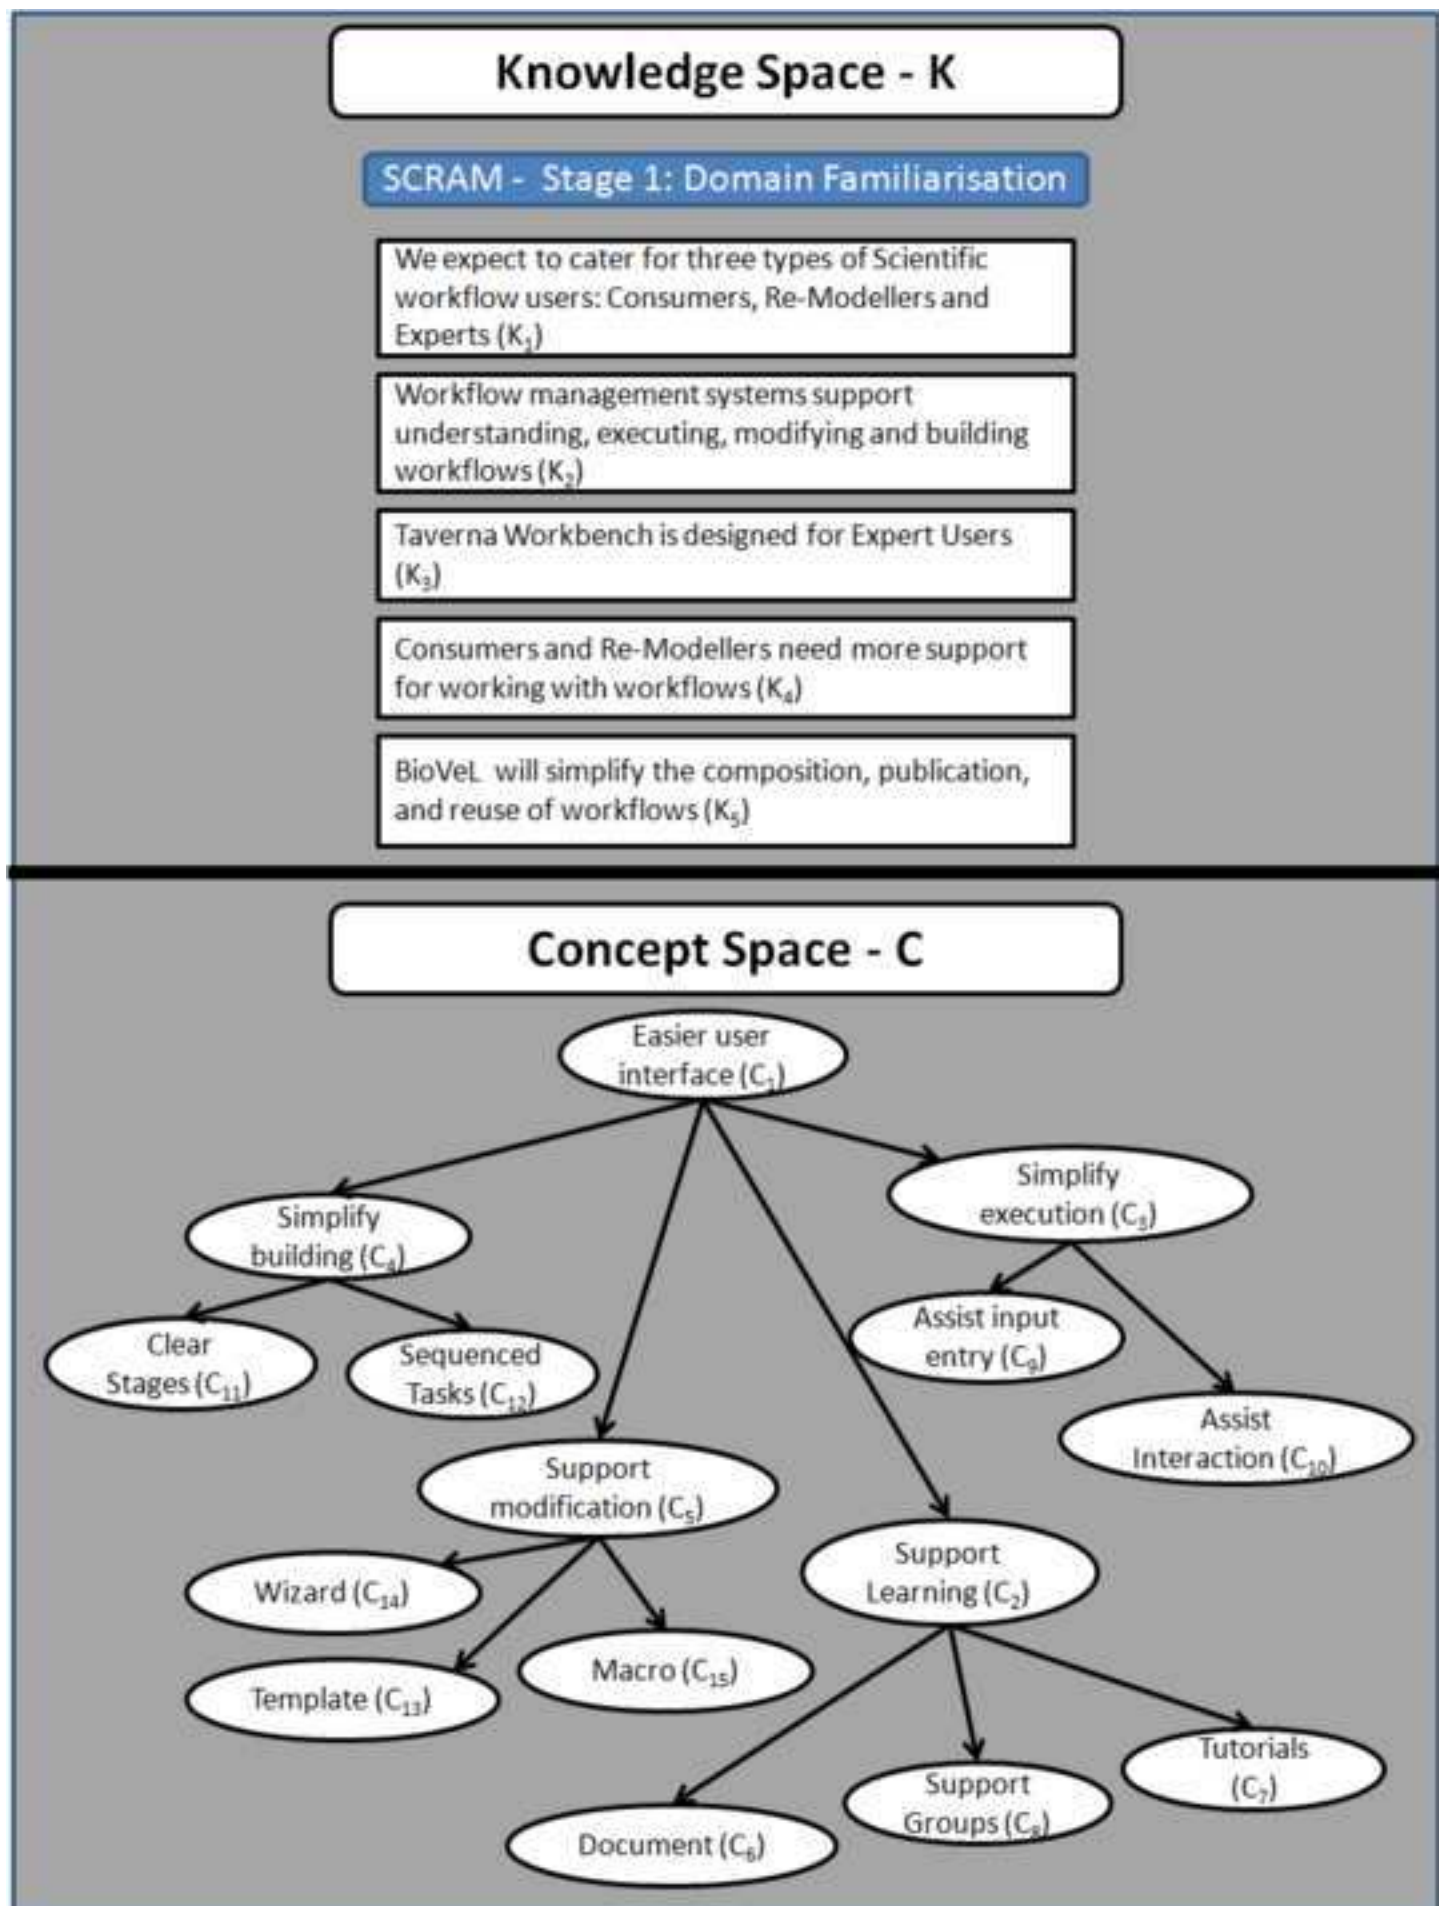 Knowledge Space - K
SCRAM - Stage 1: Domain Familiarisation
We expect to cater for three types of Scientific
workflow users: Consumers, Re-Modellers and
Experts (K₁)
Workflow management systems support
understanding, executing, modifying and building
workflows (K₂)
Taverna Workbench is designed for Expert Users
(K₃)
Consumers and Re-Modellers need more support
for working with workflows (K₄)
BioVeL will simplify the composition, publication,
and reuse of workflows (K₅)
Concept Space - C
Easier user
interface (C₁)
Simplify
execution (C₃)
Simplify
building (C₄)
Clear
Stages (C₁₁)
Sequenced
Tasks (C₁₂)
Assist input
entry (C₉)
Assist
Interaction (C₁₀)
Support
modification (C₅)
Support
Learning (C₂)
Wizard (C₁₄)
Template (C₁₃)
Macro (C₁₅)
Tutorials
(C₇)
Support
Groups (C₈)
Document (C₆)